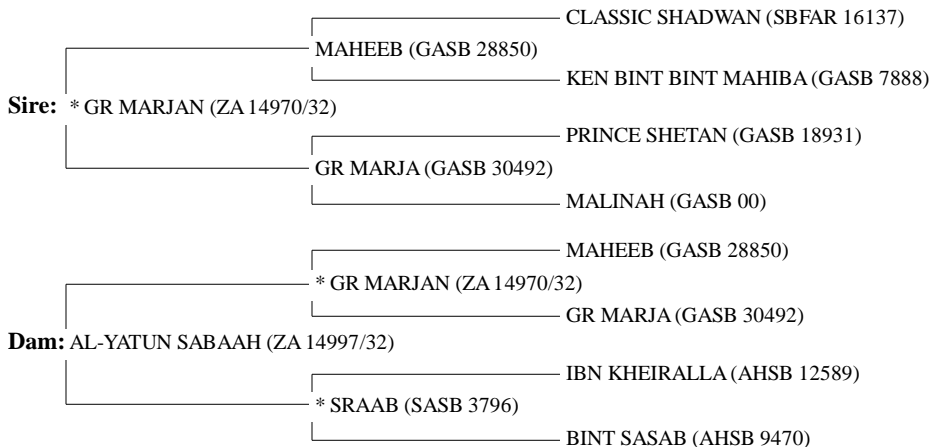 CLASSIC SHADWAN (SBFAR 16137)
MAHEEB (GASB 28850)
KEN BINT BINT MAHIBA (GASB 7888)
Sire: * GR MARJAN (ZA 14970/32)
PRINCE SHETAN (GASB 18931)
GR MARJA (GASB 30492)
MALINAH (GASB 00)
MAHEEB (GASB 28850)
* GR MARJAN (ZA 14970/32)
GR MARJA (GASB 30492)
Dam: AL-YATUN SABAAH (ZA 14997/32)
IBN KHEIRALLA (AHSB 12589)
* SRAAB (SASB 3796)
BINT SASAB (AHSB 9470)